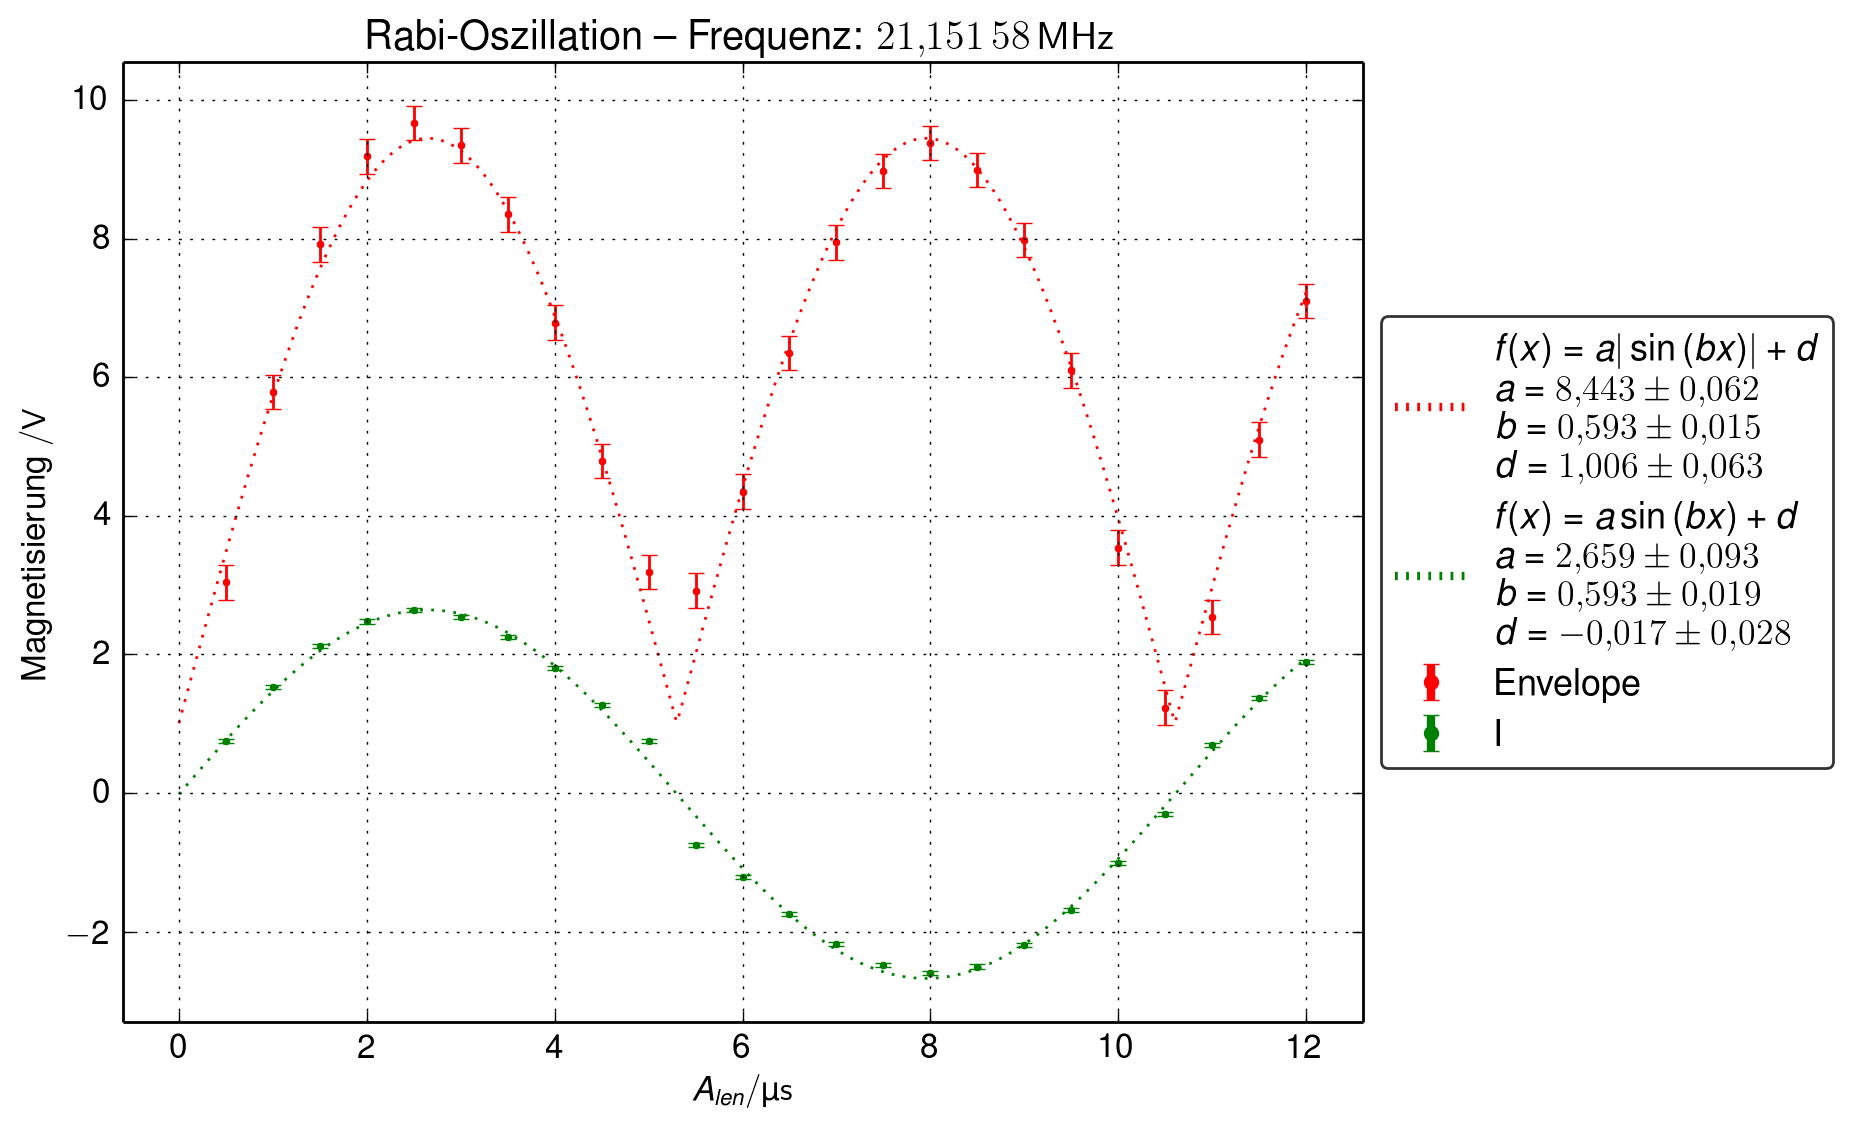 Rabi-Oszillation – Frequenz: 21,151 58 MHz
10
8
6
4
2
0
−2
Magnetisierung /V
0 2 4 6 8 10 12
A_len/µs
f(x) = a| sin (bx)| + d
a = 8,443 ± 0,062
b = 0,593 ± 0,015
d = 1,006 ± 0,063
f(x) = a sin (bx) + d
a = 2,659 ± 0,093
b = 0,593 ± 0,019
d = −0,017 ± 0,028
Envelope
I